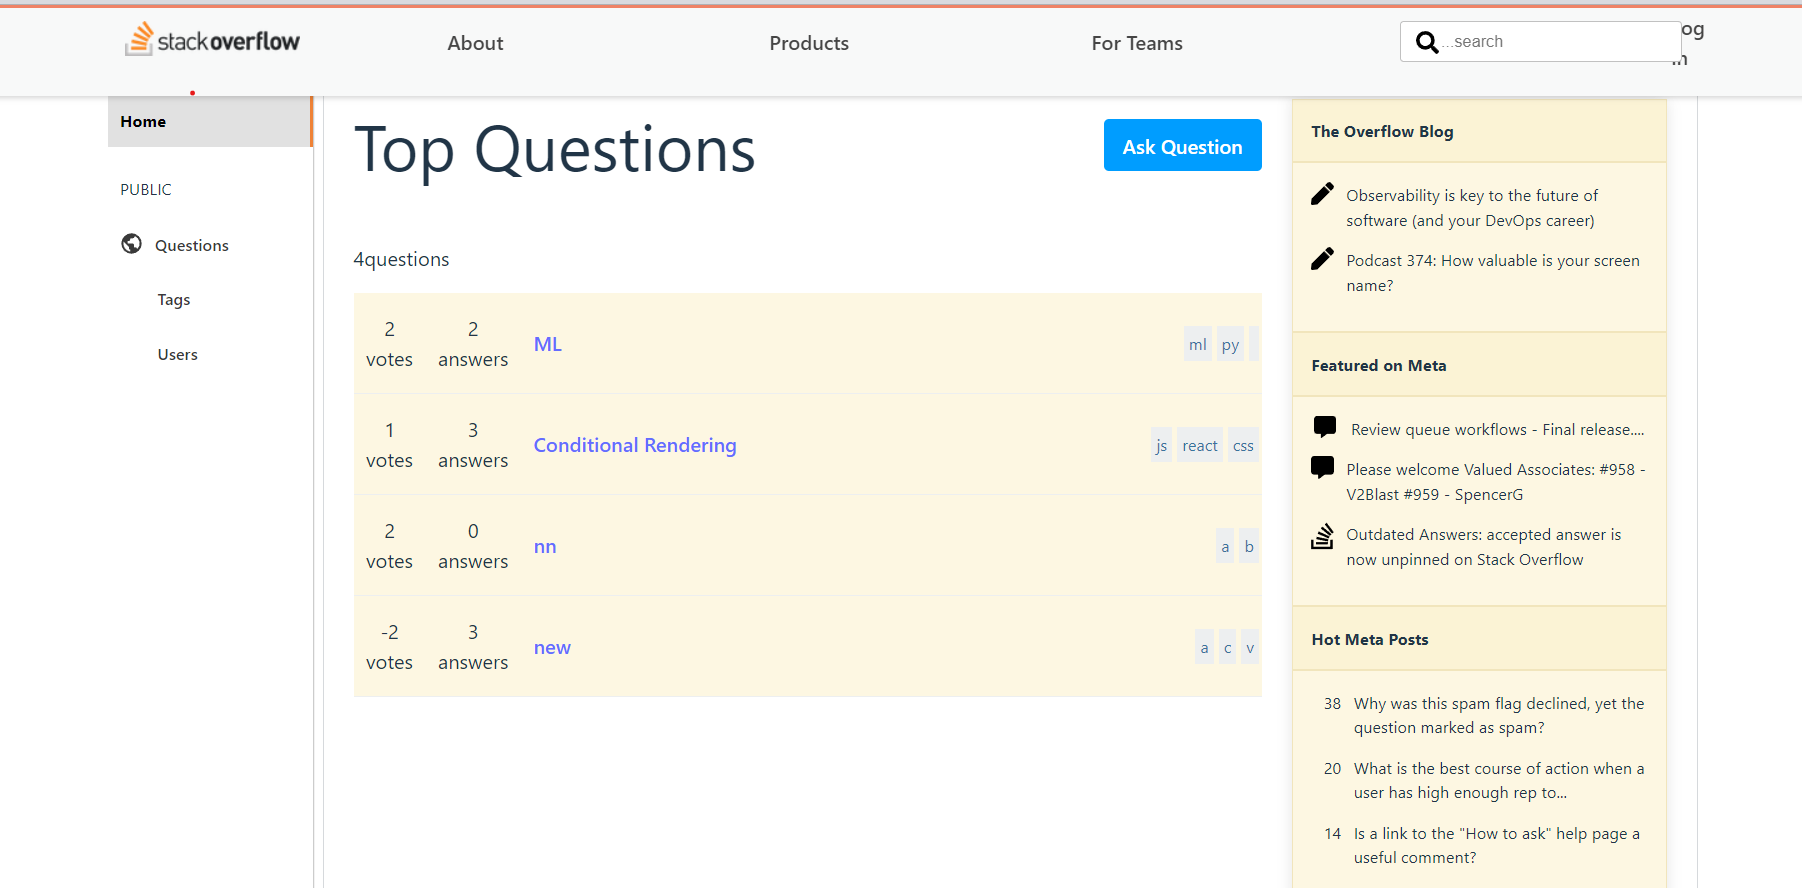 stackoverflow
About
Products
For Teams
...search
og
in
Home
PUBLIC
Questions
Tags
Users
Top Questions
Ask Question
4questions
2
votes
2
answers
ML
ml py
1
votes
3
answers
Conditional Rendering
js react css
2
votes
0
answers
nn
a b
-2
votes
3
answers
new
a c v
The Overflow Blog
Observability is key to the future of
software (and your DevOps career)
Podcast 374: How valuable is your screen
name?
Featured on Meta
Review queue workflows - Final release....
Please welcome Valued Associates: #958 -
V2Blast #959 - SpencerG
Outdated Answers: accepted answer is
now unpinned on Stack Overflow
Hot Meta Posts
38 Why was this spam flag declined, yet the
question marked as spam?
20 What is the best course of action when a
user has high enough rep to...
14 Is a link to the "How to ask" help page a
useful comment?